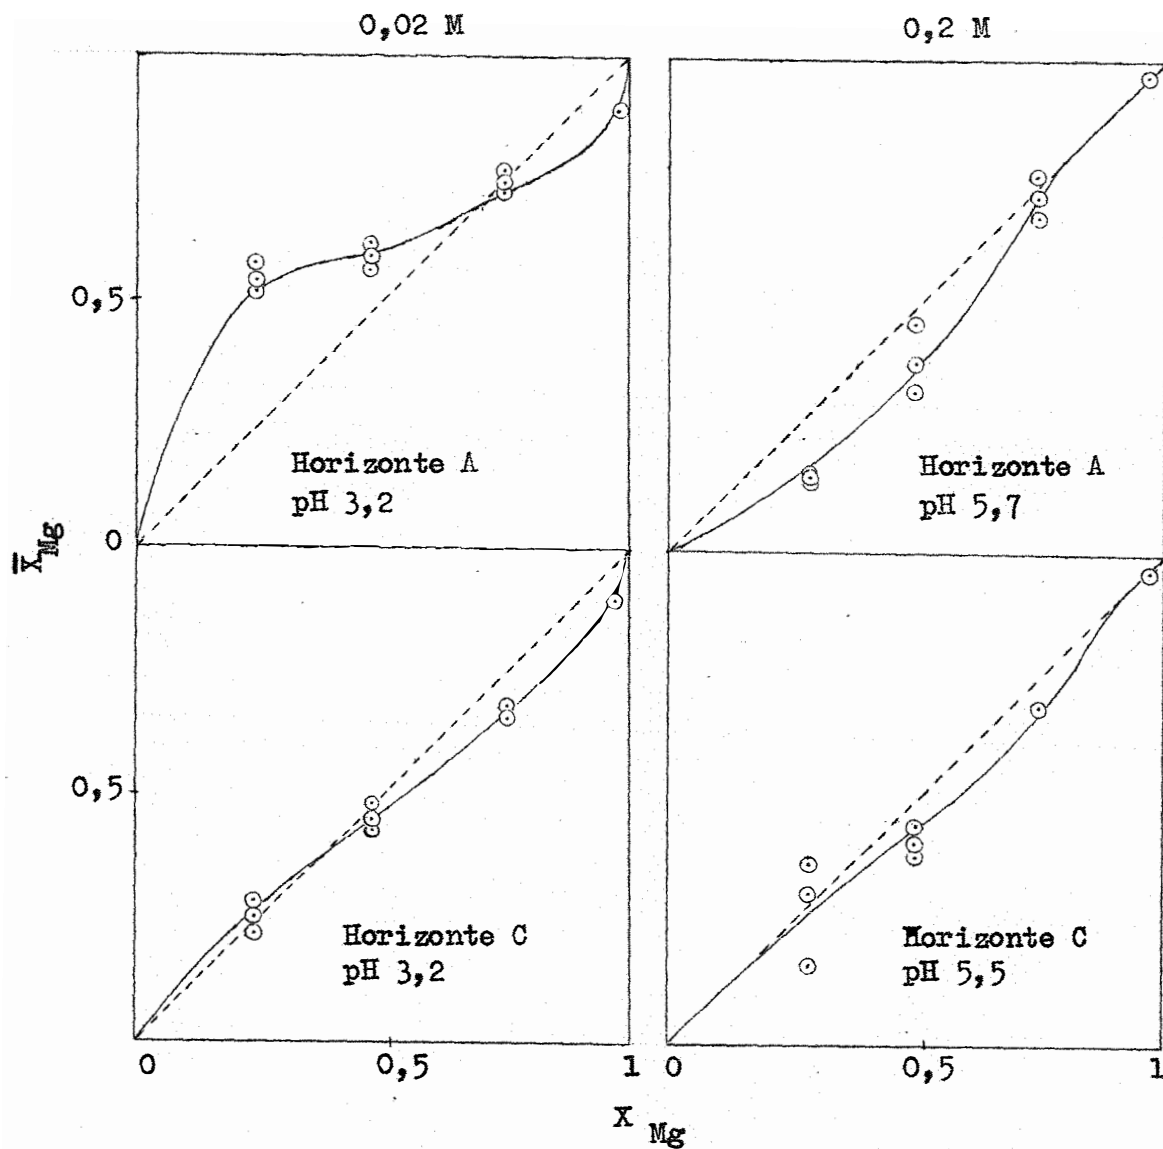 0,02 M
0,2 M
0,5
Horizonte A
pH 3,2
Horizonte A
pH 5,7
0
X̄ Mg
0,5
Horizonte C
pH 3,2
Horizonte C
pH 5,5
0
0,5
1
0
0,5
1
X Mg